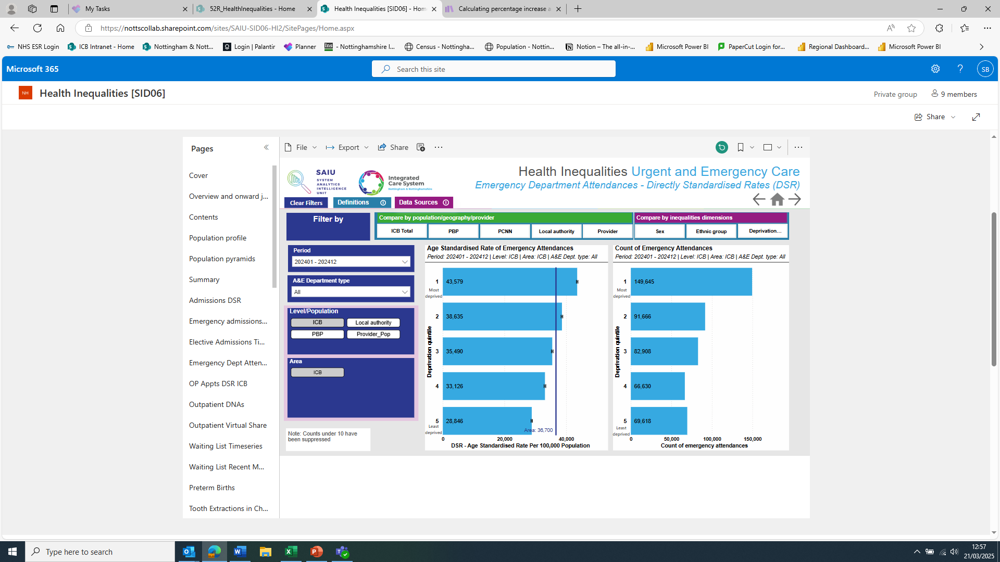 My Tasks
52R_HealthInequalities - Home
Health Inequalities [SID06] - Hom
Calculating percentage increase a
https://nottscollab.sharepoint.com/sites/SAIU-SID06-HI2/SitePages/Home.aspx
NHS ESR Login
ICB Intranet - Home
Nottingham & Nott...
Login | Palantir
Planner
- Nottinghamshire I...
Census - Nottingha...
Population - Nottin...
Notion – The all-in-...
Microsoft Power BI
PaperCut Login for...
Regional Dashboard...
Microsoft Power BI
Microsoft 365
Search this site
SB
NH
Health Inequalities [SID06]
Private group
9 members
Share
Pages
Cover
Overview and onward j...
Contents
Population profile
Population pyramids
Summary
Admissions DSR
Emergency admissions...
Elective Admissions Ti...
Emergency Dept Atten...
OP Appts DSR ICB
Outpatient DNAs
Outpatient Virtual Share
Waiting List Timeseries
Waiting List Recent M...
Preterm Births
Tooth Extractions in Ch...
File
Export
Share
SAIU
SYSTEM
ANALYTICS
INTELLIGENCE
UNIT
Integrated
Care System
Nottingham & Nottinghamshire
Health Inequalities Urgent and Emergency Care
Emergency Department Attendances - Directly Standardised Rates (DSR)
Clear Filters
Definitions
Data Sources
Filter by
Compare by population/geography/provider
ICB Total
PBP
PCNN
Local authority
Provider
Compare by inequalities dimensions
Sex
Ethnic group
Deprivation...
Period
202401 - 202412
A&E Department type
All
Level/Population
ICB
Local authority
PBP
Provider_Pop
Area
ICB
Note: Counts under 10 have
been suppressed
Age Standardised Rate of Emergency Attendances
Period: 202401 - 202412 | Level: ICB | Area: ICB | A&E Dept. type: All
Deprivation quintile
1
Most
deprived
43,579
2
38,635
3
35,490
4
33,126
5
Least
deprived
28,846
Area: 36,700
0
20,000
40,000
DSR - Age Standardised Rate Per 100,000 Population
Count of Emergency Attendances
Period: 202401 - 202412 | Level: ICB | Area: ICB | A&E Dept. type: All
Deprivation quintile
1
Most
deprived
149,645
2
91,666
3
82,908
4
66,630
5
Least
deprived
69,618
0
50,000
100,000
150,000
Count of emergency attendances
Type here to search
12:57
21/03/2025